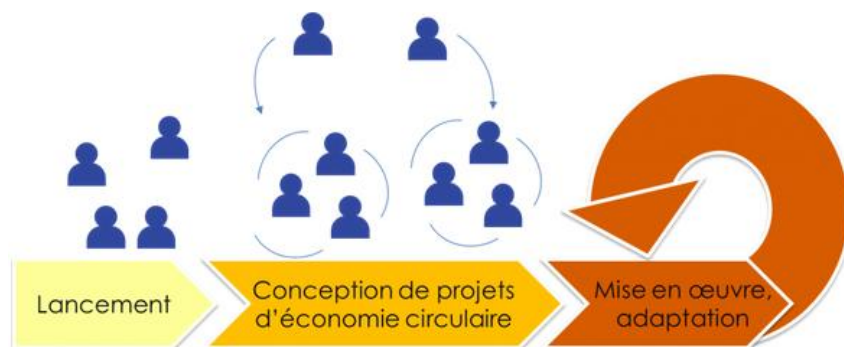 Lancement
Conception de projets
d'économie circulaire
Mise en œuvre,
adaptation